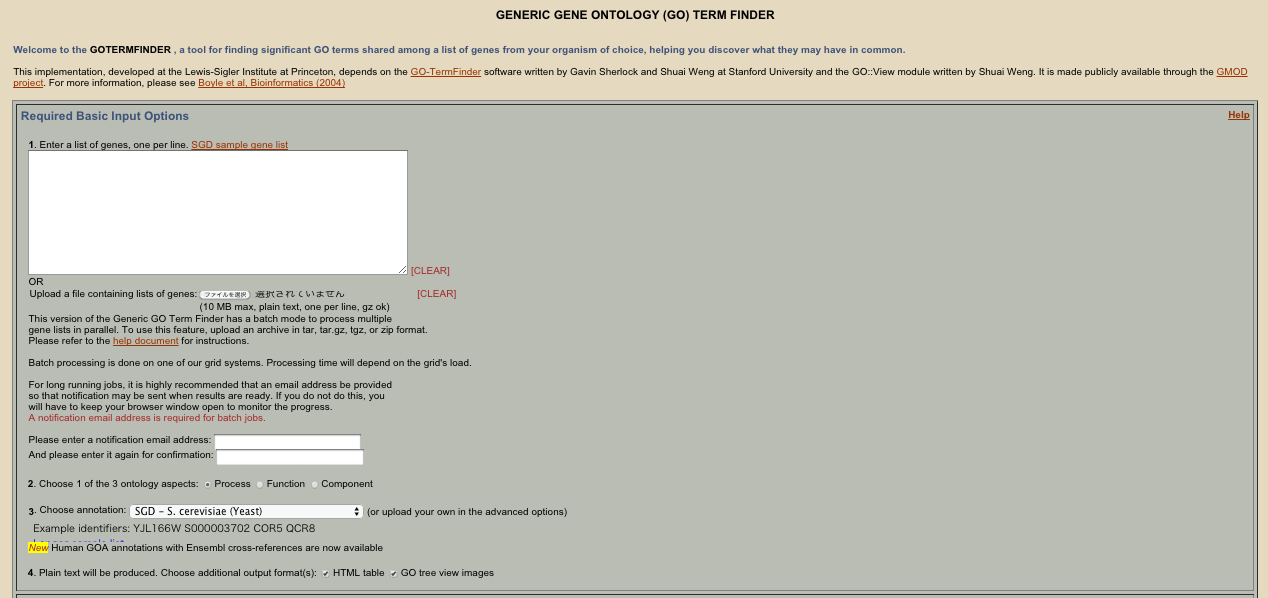 GENERIC GENE ONTOLOGY (GO) TERM FINDER
Welcome to the GOTERMFINDER , a tool for finding significant GO terms shared among a list of genes from your organism of choice, helping you discover what they may have in common.
This implementation, developed at the Lewis-Sigler Institute at Princeton, depends on the GO-TermFinder software written by Gavin Sherlock and Shuai Weng at Stanford University and the GO::View module written by Shuai Weng. It is made publicly available through the GMOD
project. For more information, please see Boyle et al, Bioinformatics (2004)
Required Basic Input Options
Help
1. Enter a list of genes, one per line. SGD sample gene list
[CLEAR]
OR
Upload a file containing lists of genes: ファイルを選択 選択されていません [CLEAR]
(10 MB max, plain text, one per line, gz ok)
This version of the Generic GO Term Finder has a batch mode to process multiple
gene lists in parallel. To use this feature, upload an archive in tar, tar.gz, tgz, or zip format.
Please refer to the help document for instructions.
Batch processing is done on one of our grid systems. Processing time will depend on the grid's load.
For long running jobs, it is highly recommended that an email address be provided
so that notification may be sent when results are ready. If you do not do this, you
will have to keep your browser window open to monitor the progress.
A notification email address is required for batch jobs.
Please enter a notification email address:
And please enter it again for confirmation:
2. Choose 1 of the 3 ontology aspects: Process Function Component
3. Choose annotation: SGD - S. cerevisiae (Yeast) (or upload your own in the advanced options)
Example identifiers: YJL166W S000003702 COR5 QCR8
New Human GOA annotations with Ensembl cross-references are now available
4. Plain text will be produced. Choose additional output format(s): HTML table GO tree view images